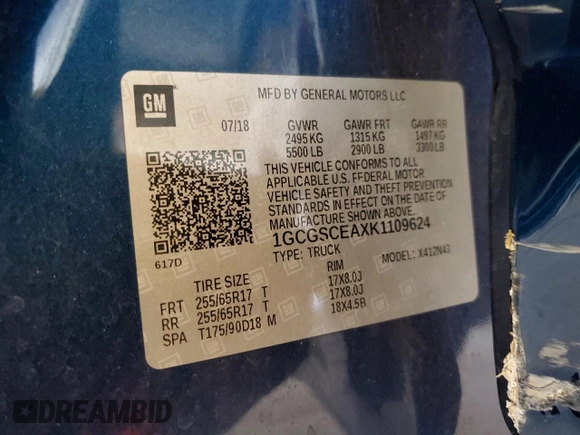 GM
MFD BY GENERAL MOTORS LLC
07/18 GVWR GAWR FRT GAWR RR
2495 KG 1315 KG 1497 KG
5500 LB 2900 LB 3300 LB
THIS VEHICLE CONFORMS TO ALL
APPLICABLE U.S. FEDERAL MOTOR
VEHICLE SAFETY AND THEFT PREVENTION
STANDARDS IN EFFECT ON THE DATE OF
MANUFACTURE SHOWN ABOVE.
1GCGSCEAXK1109624
617D TYPE: TRUCK MODEL: X412N43
TIRE SIZE RIM
FRT 255/65R17 T 17X8.0J
RR 255/65R17 T 17X8.0J
SPA T175/90D18 M 18X4.5B
DREAMBID